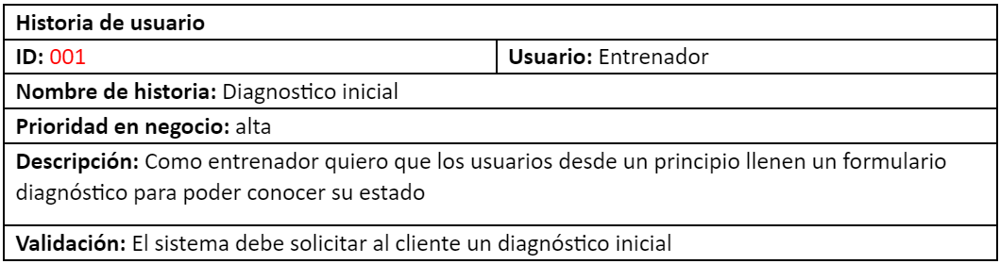 Historia de usuario
ID: 001 Usuario: Entrenador
Nombre de historia: Diagnostico inicial
Prioridad en negocio: alta
Descripción: Como entrenador quiero que los usuarios desde un principio llenen un formulario
diagnóstico para poder conocer su estado
Validación: El sistema debe solicitar al cliente un diagnóstico inicial